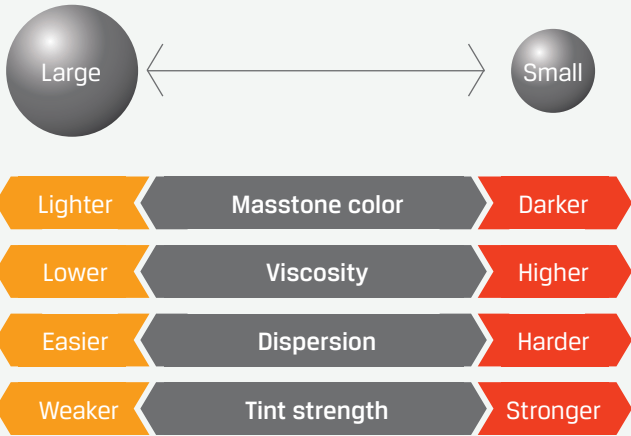 Large Small
Lighter Masstone color Darker
Lower Viscosity Higher
Easier Dispersion Harder
Weaker Tint strength Stronger